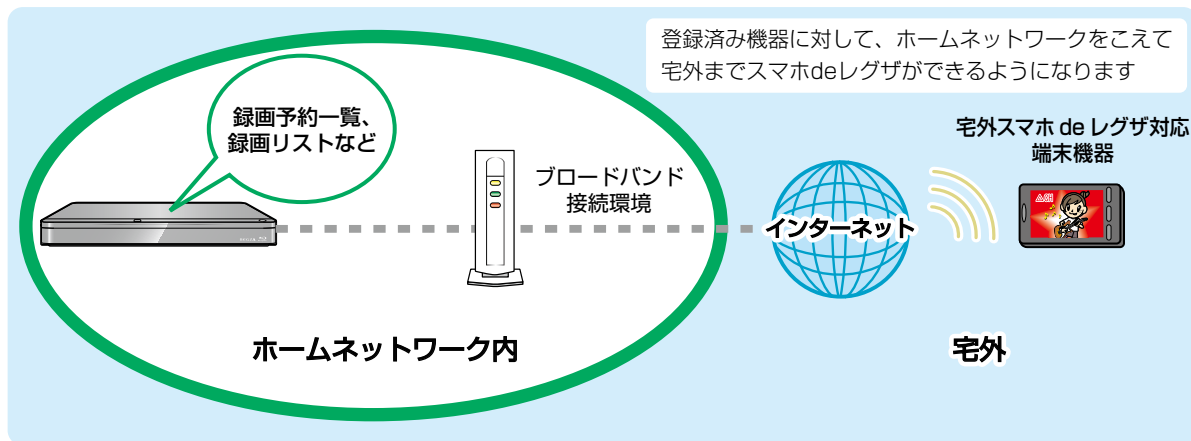 登録済み機器に対して、ホームネットワークをこえて
宅外までスマホdeレグザができるようになります
録画予約一覧、
録画リストなど
ブロードバンド
接続環境
インターネット
宅外スマホ de レグザ対応
端末機器
ホームネットワーク内
宅外